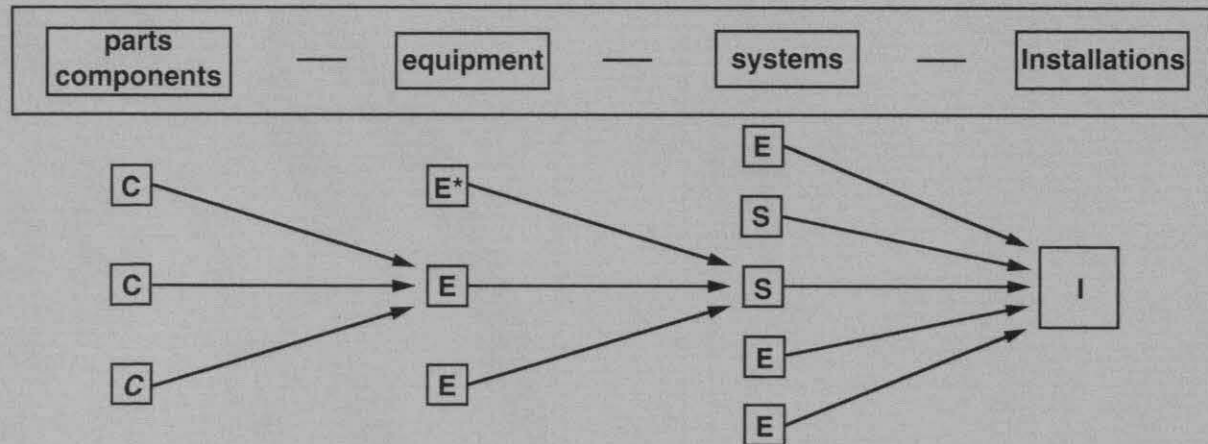 parts
components
equipment
systems
Installations
E
C
E*
S
C
E
S
I
E
C
E
E